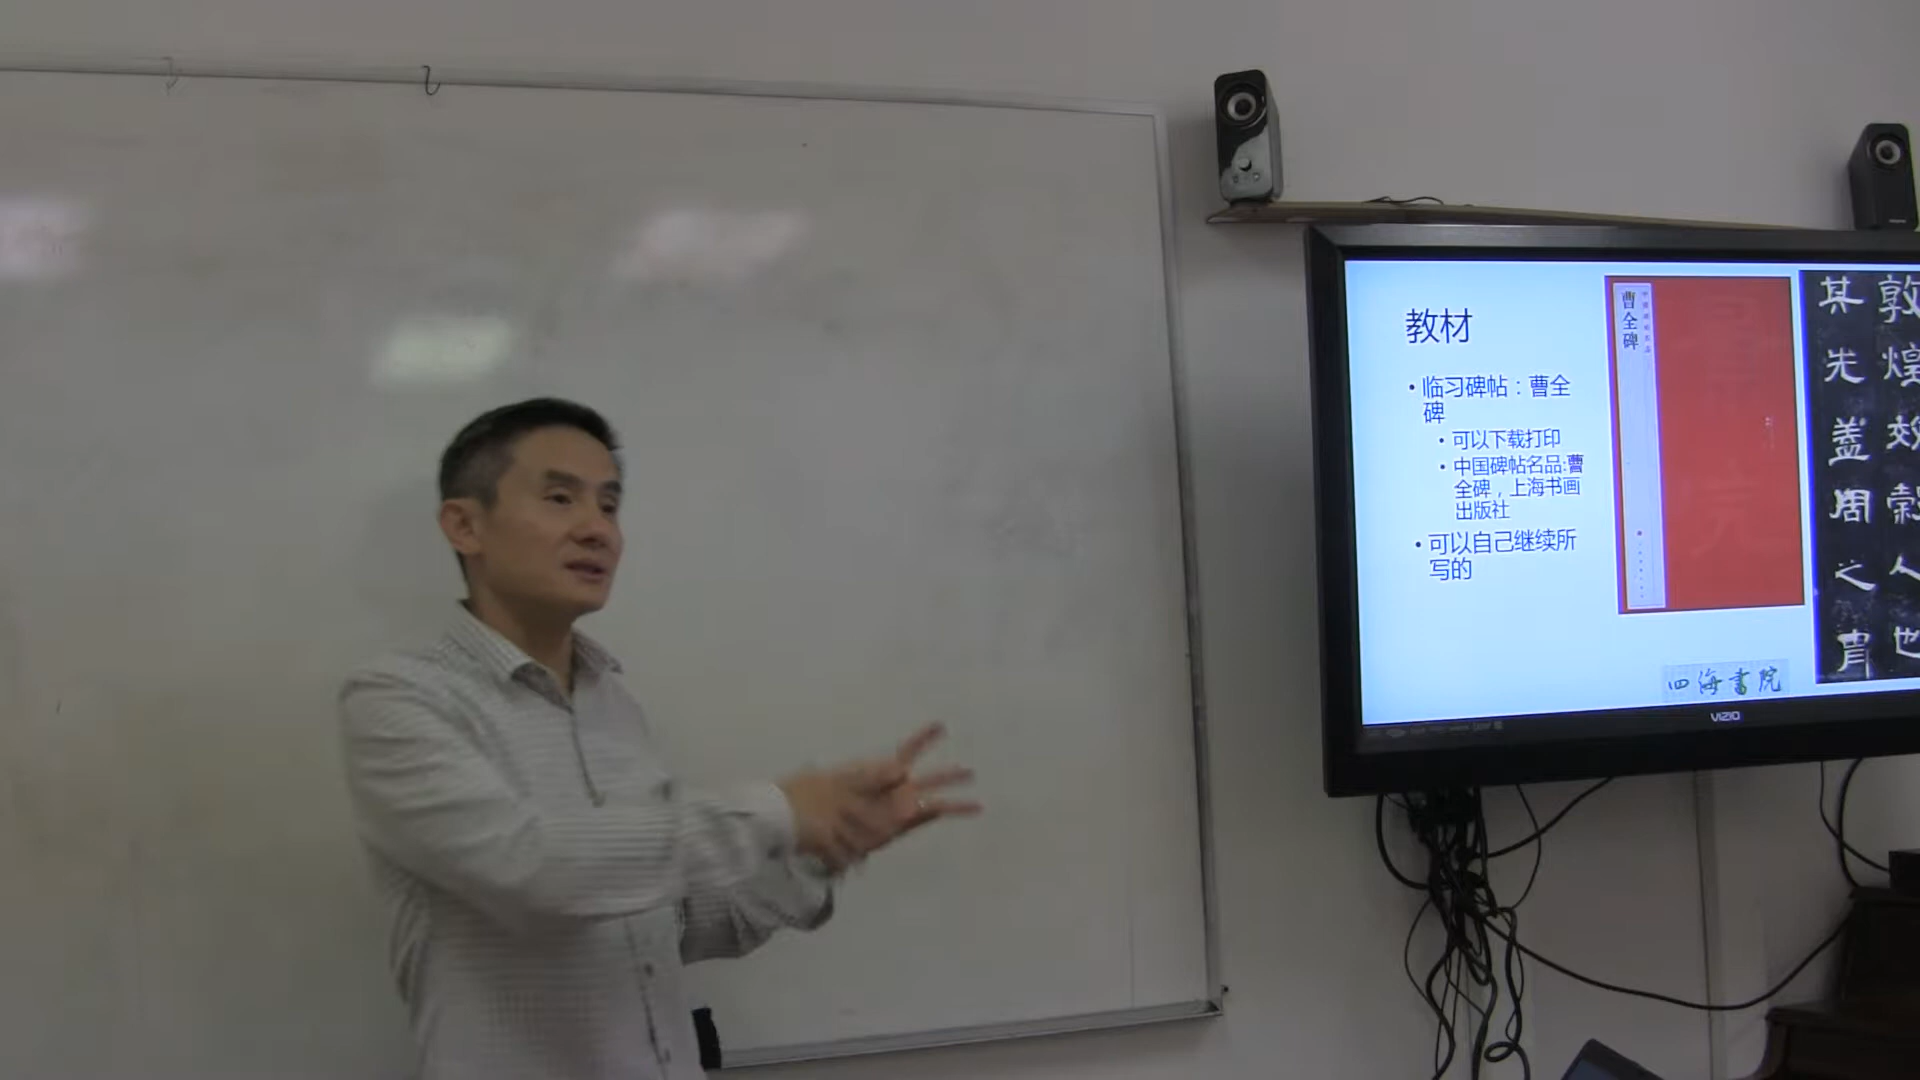 教材
• 临习碑帖：曹全
碑
• 可以下载打印
• 中国碑帖名品:曹
全碑，上海书画
出版社
• 可以自己继续所
写的
曹全碑
敦煌效穀人也
其先盖周之胄
四海書院
VIZIO